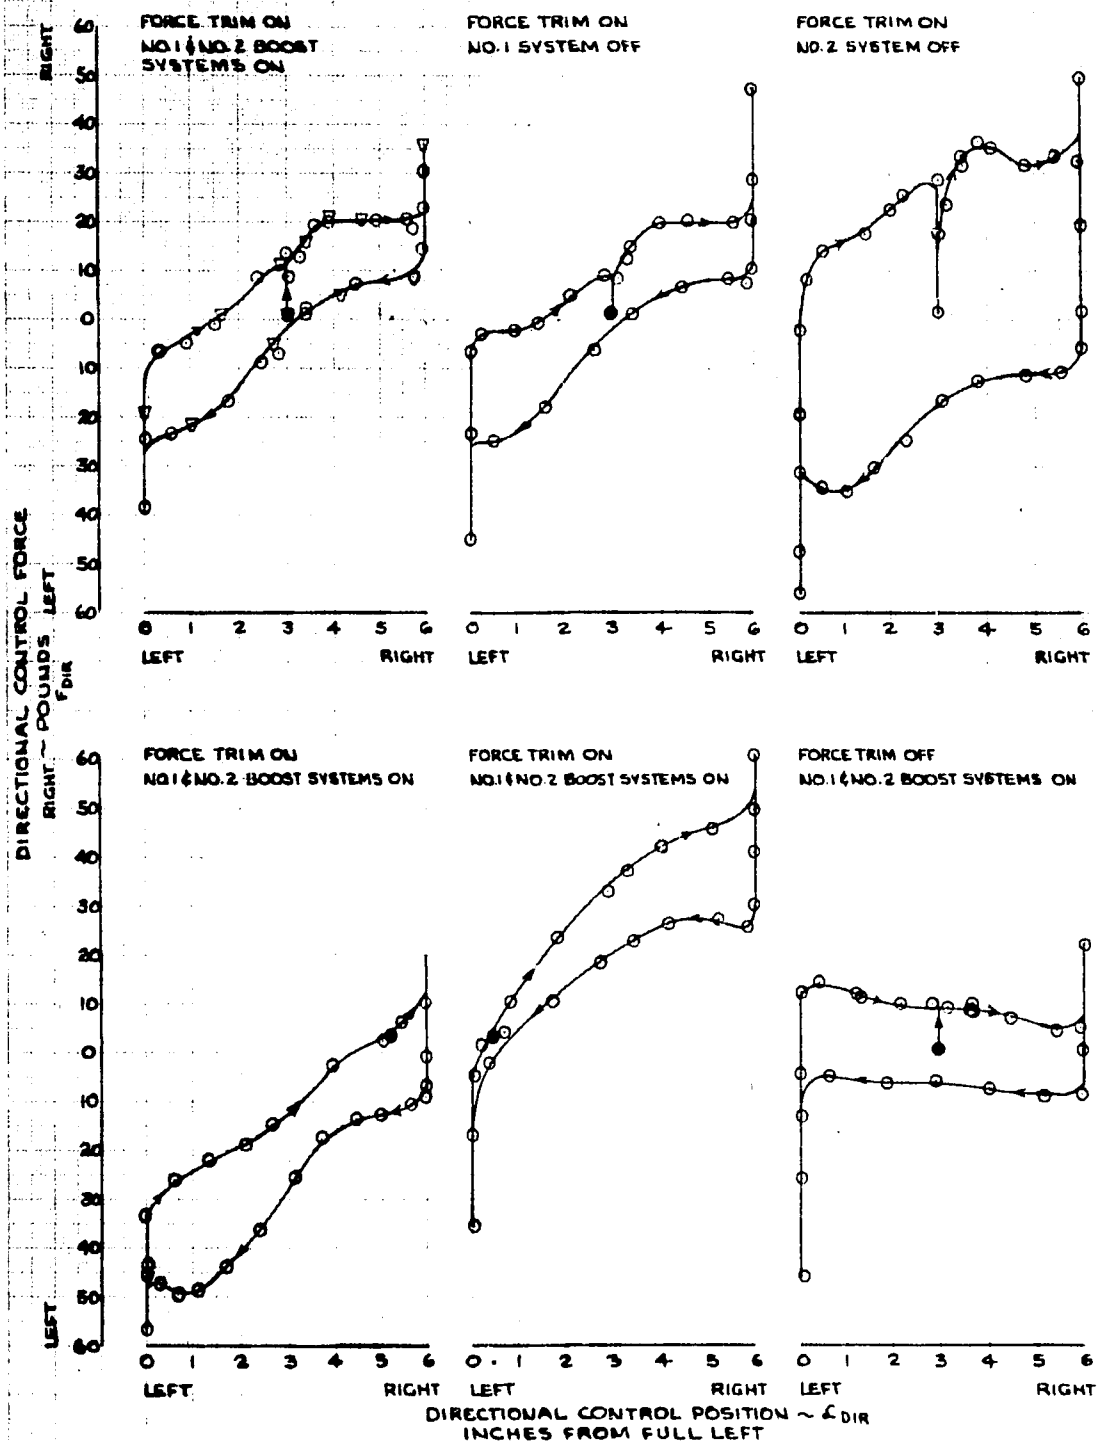 FORCE TRIM ON
NO.1 & NO.2 BOOST
SYSTEMS ON
FORCE TRIM ON
NO.1 SYSTEM OFF
FORCE TRIM ON
NO.2 SYSTEM OFF
RIGHT
60
50
40
30
20
10
0
10
20
30
40
50
60
LEFT
0 1 2 3 4 5 6
LEFT RIGHT
0 1 2 3 4 5 6
LEFT RIGHT
0 1 2 3 4 5 6
LEFT RIGHT
DIRECTIONAL CONTROL FORCE
RIGHT ~ POUNDS LEFT
F DIR
FORCE TRIM ON
NO.1 & NO.2 BOOST SYSTEMS ON
FORCE TRIM ON
NO.1 & NO.2 BOOST SYSTEMS ON
FORCE TRIM OFF
NO.1 & NO.2 BOOST SYSTEMS ON
60
50
40
30
20
10
0
10
20
30
40
50
60
LEFT
0 1 2 3 4 5 6
LEFT RIGHT
0 1 2 3 4 5 6
LEFT RIGHT
0 1 2 3 4 5 6
LEFT RIGHT
DIRECTIONAL CONTROL POSITION ~ DIR
INCHES FROM FULL LEFT